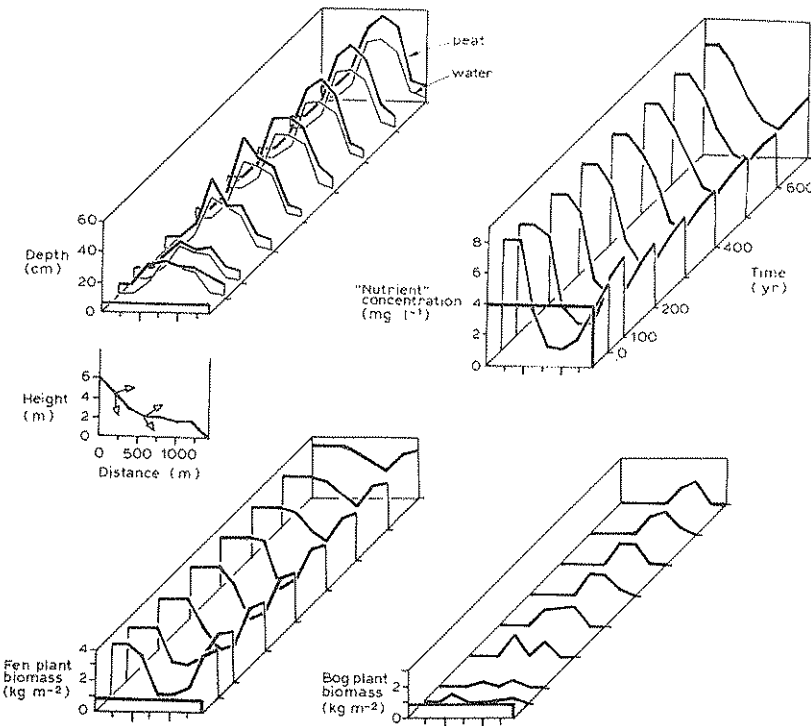 peat
water
60
40
20
0
Depth
(cm)
8
6
4
2
0
"Nutrient"
concentration
(mg l⁻¹)
600
400
200
100
0
Time
(yr)
6
4
2
0
Height
(m)
0 500 1000
Distance (m)
4
2
0
Fen plant
biomass
(kg m⁻²)
2
0
Bog plant
biomass
(kg m⁻²)